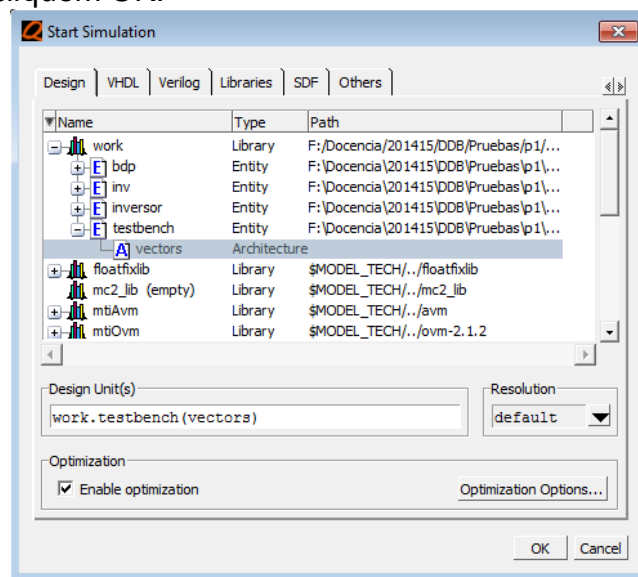 cliquem OK.
Start Simulation
Design VHDL Verilog Libraries SDF Others
Name Type Path
work Library F:/Docencia/201415/DDB/Pruebas/p1/...
E bdp Entity F:\Docencia\201415\DDB\Pruebas\p1\...
E inv Entity F:\Docencia\201415\DDB\Pruebas\p1\...
E inversor Entity F:\Docencia\201415\DDB\Pruebas\p1\...
E testbench Entity F:\Docencia\201415\DDB\Pruebas\p1\...
A vectors Architecture
floatfixlib Library $MODEL_TECH/../floatfixlib
mc2_lib (empty) Library $MODEL_TECH/../mc2_lib
mtiAvm Library $MODEL_TECH/../avm
mtiOvm Library $MODEL_TECH/../ovm-2.1.2
Design Unit(s) Resolution
work.testbench(vectors) default
Optimization
Enable optimization Optimization Options...
OK Cancel